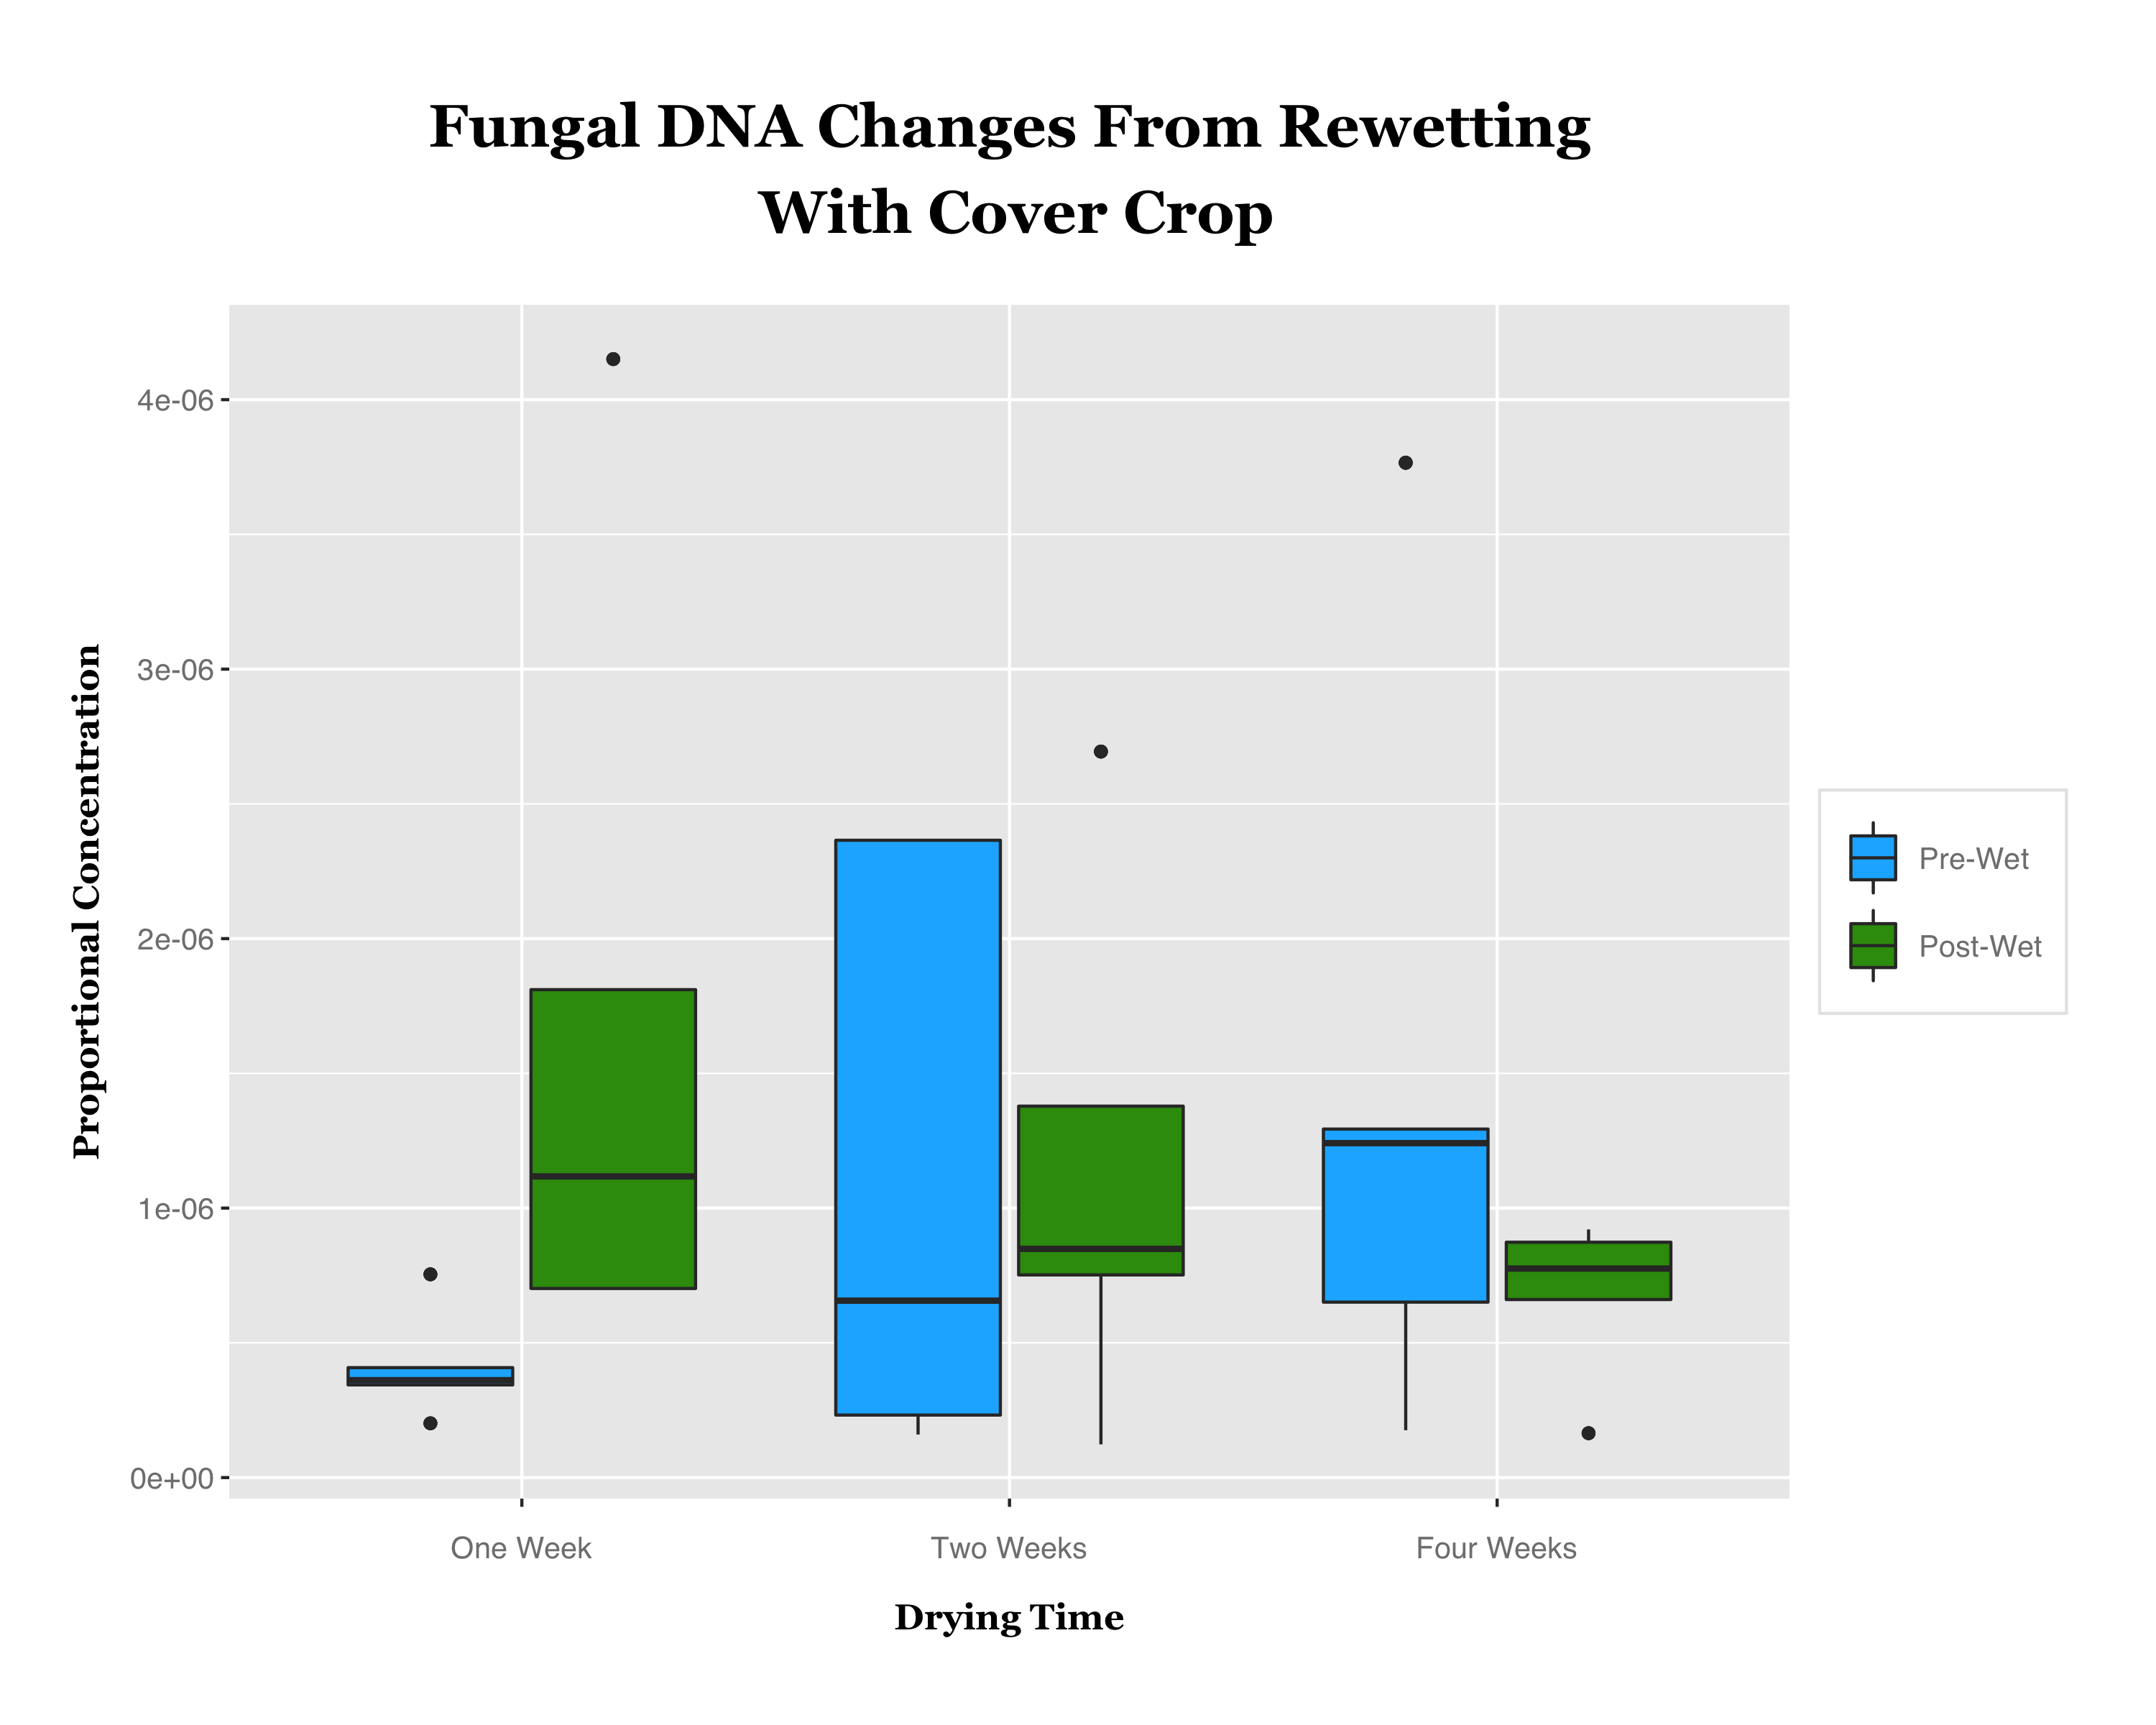 Fungal DNA Changes From Rewetting
With Cover Crop
Proportional Concentration
4e-06
3e-06
2e-06
1e-06
0e+00
One Week
Two Weeks
Four Weeks
Drying Time
Pre-Wet
Post-Wet